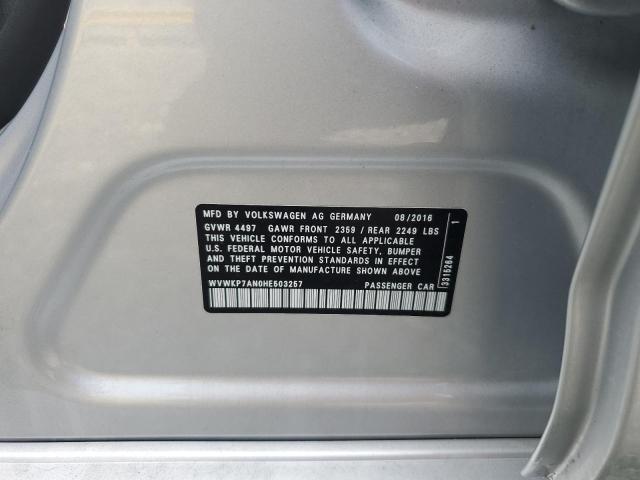 MFD BY VOLKSWAGEN AG GERMANY 08/2016
GVWR 4497 GAWR FRONT 2359 / REAR 2249 LBS
THIS VEHICLE CONFORMS TO ALL APPLICABLE
U.S. FEDERAL MOTOR VEHICLE SAFETY, BUMPER
AND THEFT PREVENTION STANDARDS IN EFFECT
ON THE DATE OF MANUFACTURE SHOWN ABOVE
WVWKP7AN0HE503257 PASSENGER CAR
3315264 1